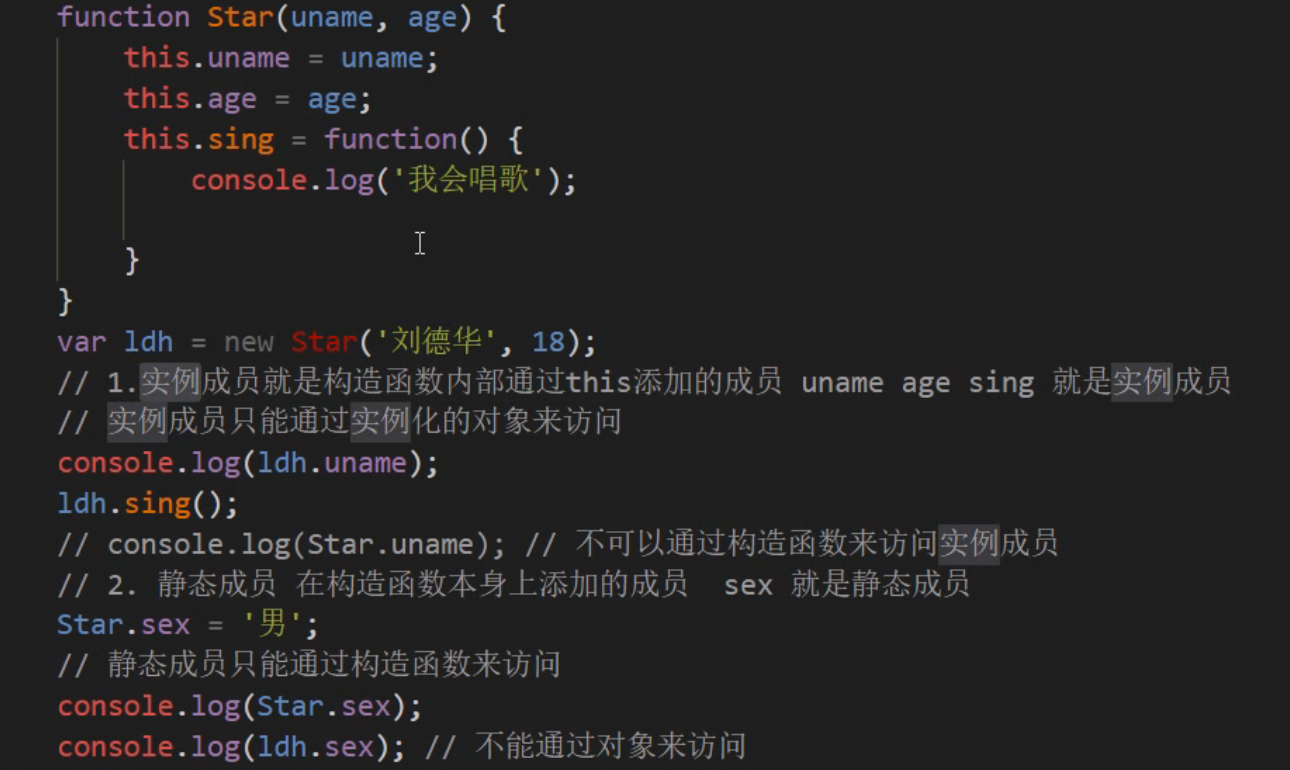 function Star(uname, age) {
    this.uname = uname;
    this.age = age;
    this.sing = function() {
        console.log('我会唱歌');

    }
}
var ldh = new Star('刘德华', 18);
// 1.实例成员就是构造函数内部通过this添加的成员 uname age sing 就是实例成员
// 实例成员只能通过实例化的对象来访问
console.log(ldh.uname);
ldh.sing();
// console.log(Star.uname); // 不可以通过构造函数来访问实例成员
// 2. 静态成员 在构造函数本身上添加的成员  sex 就是静态成员
Star.sex = '男';
// 静态成员只能通过构造函数来访问
console.log(Star.sex);
console.log(ldh.sex); // 不能通过对象来访问